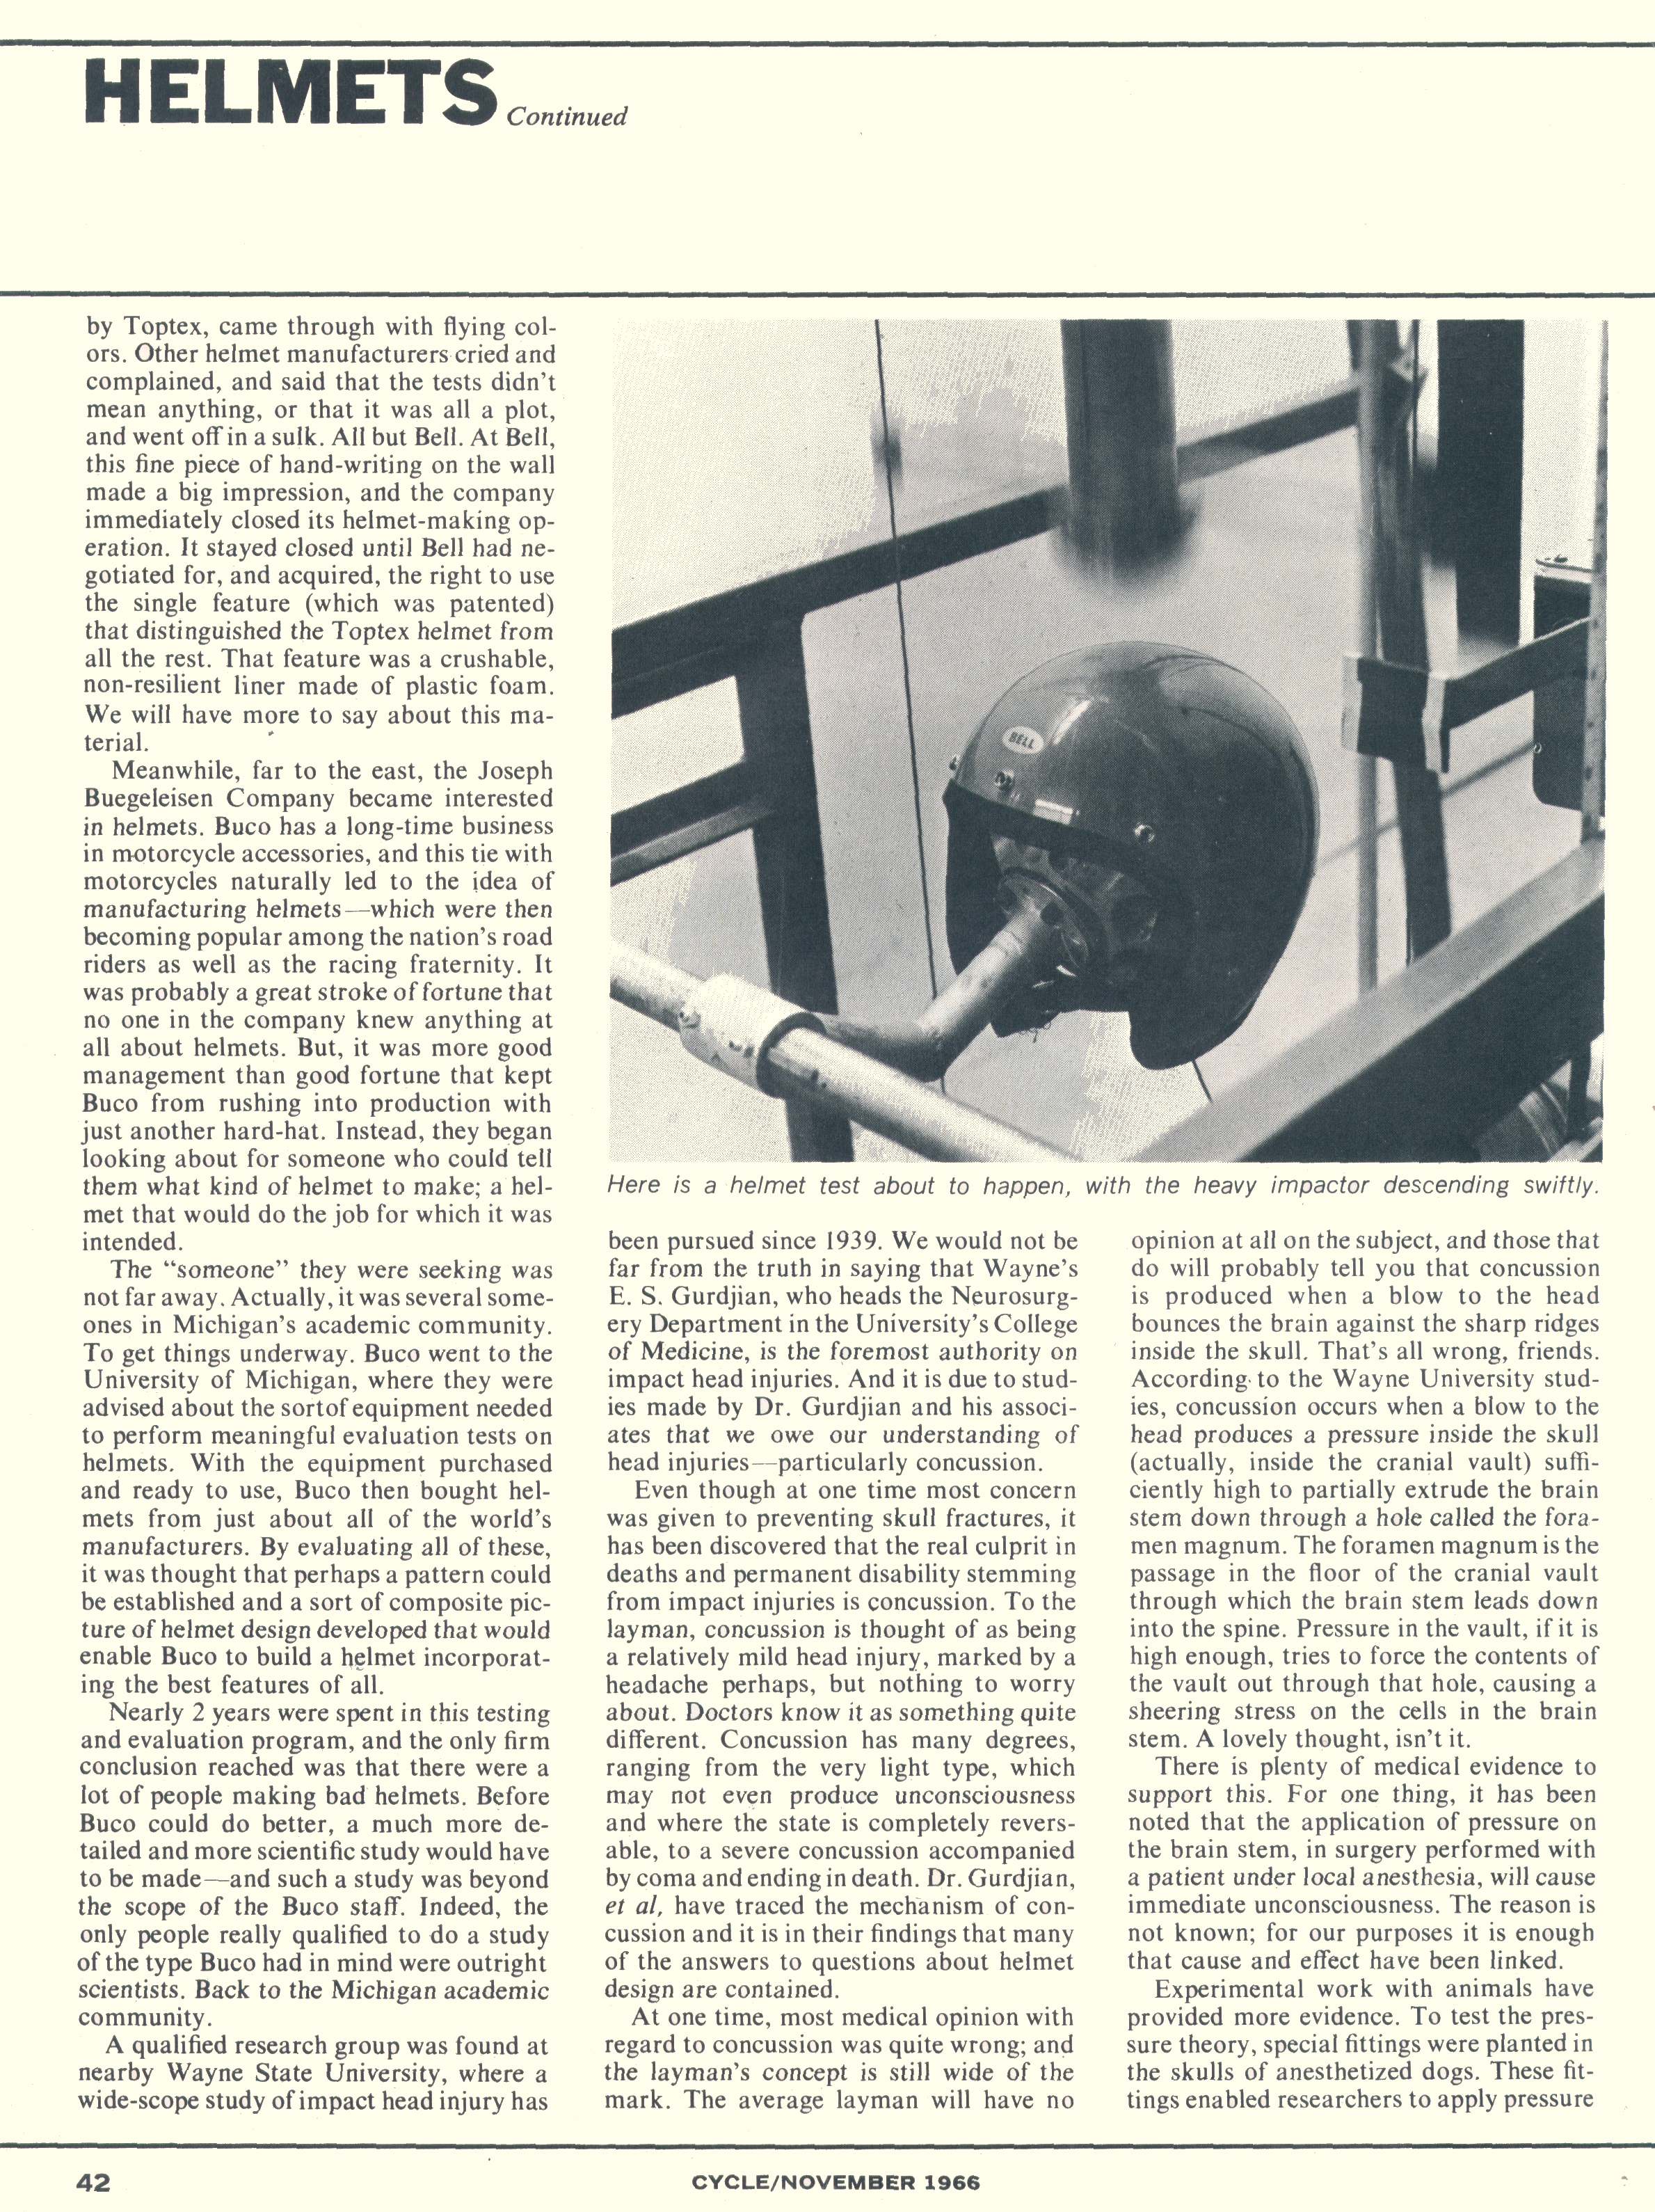 HELMETS Continued
by Toptex, came through with flying col-
ors. Other helmet manufacturers cried and
complained, and said that the tests didn't
mean anything, or that it was all a plot,
and went off in a sulk. All but Bell. At Bell,
this fine piece of hand-writing on the wall
made a big impression, and the company
immediately closed its helmet-making op-
eration. It stayed closed until Bell had ne-
gotiated for, and acquired, the right to use
the single feature (which was patented)
that distinguished the Toptex helmet from
all the rest. That feature was a crushable,
non-resilient liner made of plastic foam.
We will have more to say about this ma-
terial.
Meanwhile, far to the east, the Joseph
Buegeleisen Company became interested
in helmets. Buco has a long-time business
in motorcycle accessories, and this tie with
motorcycles naturally led to the idea of
manufacturing helmets—which were then
becoming popular among the nation's road
riders as well as the racing fraternity. It
was probably a great stroke of fortune that
no one in the company knew anything at
all about helmets. But, it was more good
management than good fortune that kept
Buco from rushing into production with
just another hard-hat. Instead, they began
looking about for someone who could tell
them what kind of helmet to make; a hel-
met that would do the job for which it was
intended.
The "someone" they were seeking was
not far away. Actually, it was several some-
ones in Michigan's academic community.
To get things underway. Buco went to the
University of Michigan, where they were
advised about the sortof equipment needed
to perform meaningful evaluation tests on
helmets. With the equipment purchased
and ready to use, Buco then bought hel-
mets from just about all of the world's
manufacturers. By evaluating all of these,
it was thought that perhaps a pattern could
be established and a sort of composite pic-
ture of helmet design developed that would
enable Buco to build a helmet incorporat-
ing the best features of all.
Nearly 2 years were spent in this testing
and evaluation program, and the only firm
conclusion reached was that there were a
lot of people making bad helmets. Before
Buco could do better, a much more de-
tailed and more scientific study would have
to be made—and such a study was beyond
the scope of the Buco staff. Indeed, the
only people really qualified to do a study
of the type Buco had in mind were outright
scientists. Back to the Michigan academic
community.
A qualified research group was found at
nearby Wayne State University, where a
wide-scope study of impact head injury has
BELL
Here is a helmet test about to happen, with the heavy impactor descending swiftly.
been pursued since 1939. We would not be
far from the truth in saying that Wayne's
E. S. Gurdjian, who heads the Neurosurg-
ery Department in the University's College
of Medicine, is the foremost authority on
impact head injuries. And it is due to stud-
ies made by Dr. Gurdjian and his associ-
ates that we owe our understanding of
head injuries—particularly concussion.
Even though at one time most concern
was given to preventing skull fractures, it
has been discovered that the real culprit in
deaths and permanent disability stemming
from impact injuries is concussion. To the
layman, concussion is thought of as being
a relatively mild head injury, marked by a
headache perhaps, but nothing to worry
about. Doctors know it as something quite
different. Concussion has many degrees,
ranging from the very light type, which
may not even produce unconsciousness
and where the state is completely revers-
able, to a severe concussion accompanied
by coma and ending in death. Dr. Gurdjian,
et al, have traced the mechanism of con-
cussion and it is in their findings that many
of the answers to questions about helmet
design are contained.
At one time, most medical opinion with
regard to concussion was quite wrong; and
the layman's concept is still wide of the
mark. The average layman will have no
opinion at all on the subject, and those that
do will probably tell you that concussion
is produced when a blow to the head
bounces the brain against the sharp ridges
inside the skull. That's all wrong, friends.
According to the Wayne University stud-
ies, concussion occurs when a blow to the
head produces a pressure inside the skull
(actually, inside the cranial vault) suffi-
ciently high to partially extrude the brain
stem down through a hole called the fora-
men magnum. The foramen magnum is the
passage in the floor of the cranial vault
through which the brain stem leads down
into the spine. Pressure in the vault, if it is
high enough, tries to force the contents of
the vault out through that hole, causing a
sheering stress on the cells in the brain
stem. A lovely thought, isn't it.
There is plenty of medical evidence to
support this. For one thing, it has been
noted that the application of pressure on
the brain stem, in surgery performed with
a patient under local anesthesia, will cause
immediate unconsciousness. The reason is
not known; for our purposes it is enough
that cause and effect have been linked.
Experimental work with animals have
provided more evidence. To test the pres-
sure theory, special fittings were planted in
the skulls of anesthetized dogs. These fit-
tings enabled researchers to apply pressure
42
CYCLE/NOVEMBER 1966